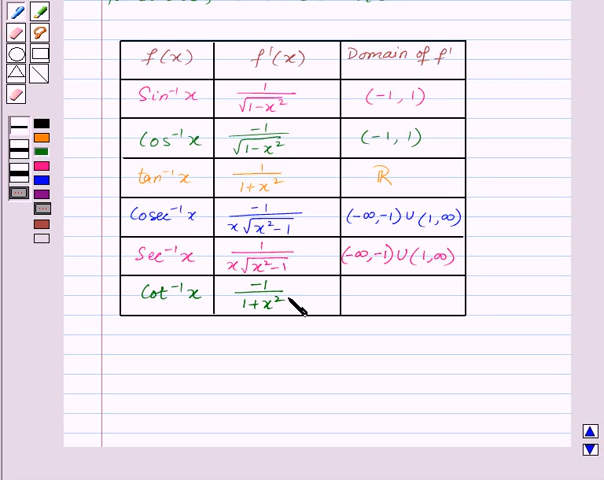 f(x) f'(x) Domain of f'
Sin⁻¹x 1/√(1-x²) (-1, 1)
Cos⁻¹x -1/√(1-x²) (-1, 1)
tan⁻¹x 1/(1+x²) ℝ
Cosec⁻¹x -1/(x√(x²-1)) (-∞,-1) ∪ (1,∞)
Sec⁻¹x 1/(x√(x²-1)) (-∞,-1) ∪ (1,∞)
Cot⁻¹x -1/(1+x²)